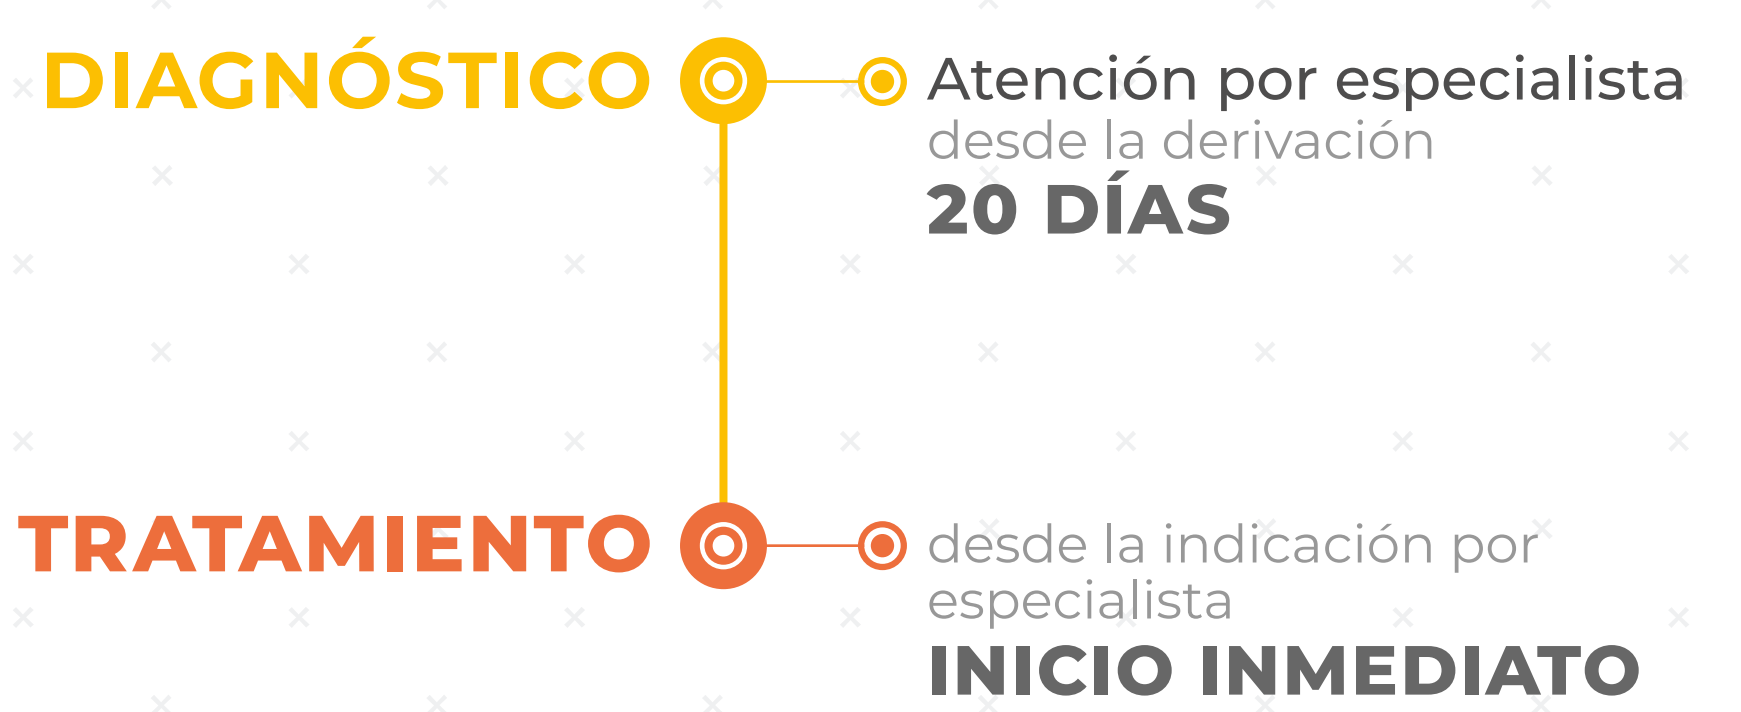 DIAGNÓSTICO
Atención por especialista
desde la derivación
20 DÍAS
TRATAMIENTO
desde la indicación por
especialista
INICIO INMEDIATO